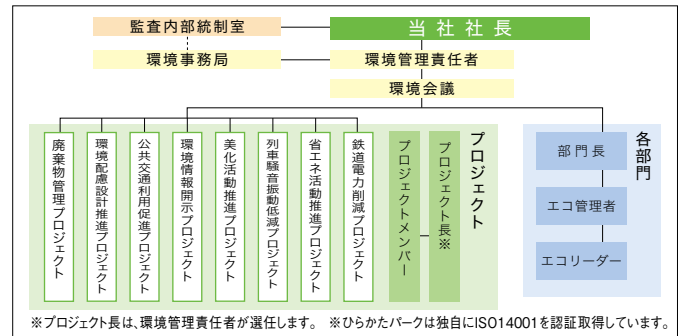 監査内部統制室
当社社長
環境事務局
環境管理責任者
環境会議
廃棄物管理プロジェクト
環境配慮設計推進プロジェクト
公共交通利用促進プロジェクト
環境情報開示プロジェクト
美化活動推進プロジェクト
列車騒音振動低減プロジェクト
省エネ活動推進プロジェクト
鉄道電力削減プロジェクト
プロジェクトメンバー
プロジェクト長※
プロジェクト
各部門
部門長
エコ管理者
エコリーダー
※プロジェクト長は、環境管理責任者が選任します。 ※ひらかたパークは独自にISO14001を認証取得しています。